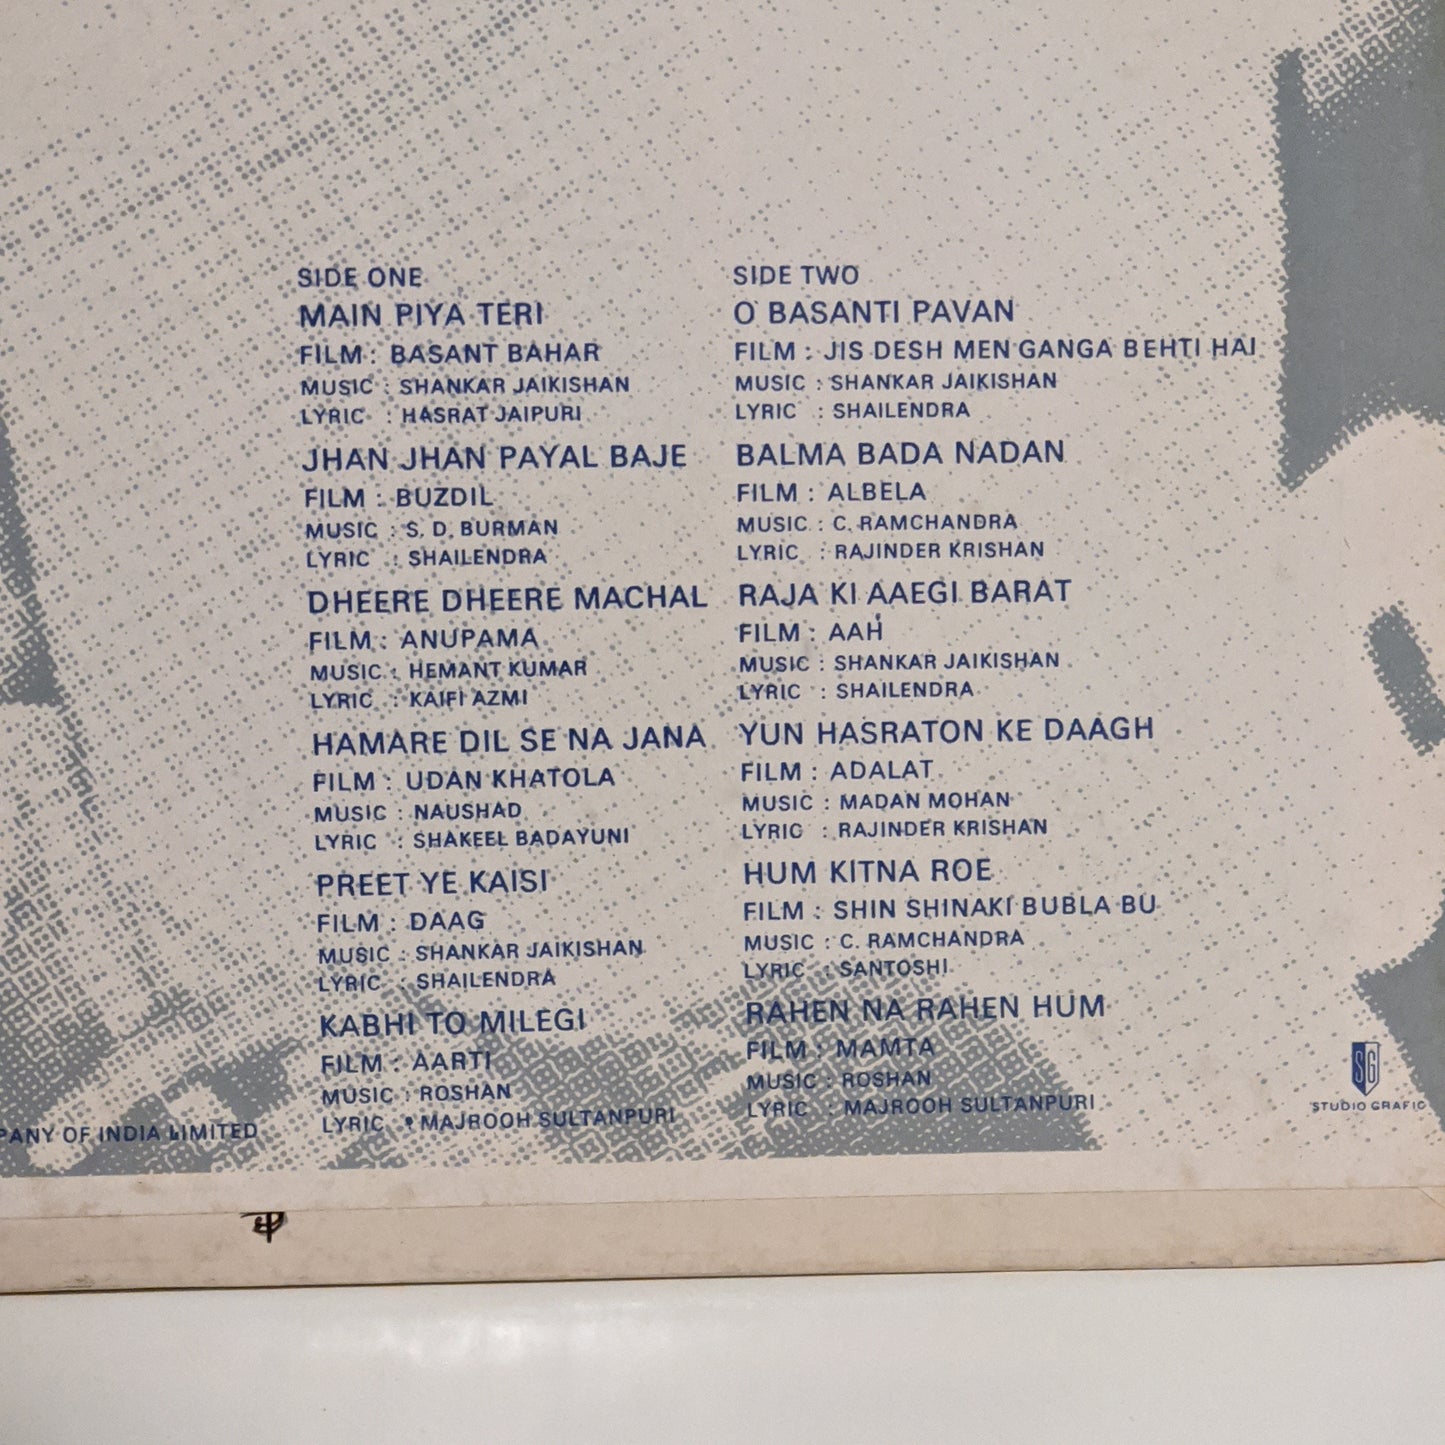 SIDE ONE
MAIN PIYA TERI
FILM : BASANT BAHAR
MUSIC : SHANKAR JAIKISHAN
LYRIC : HASRAT JAIPURI
JHAN JHAN PAYAL BAJE
FILM : BUZDIL
MUSIC : S. D. BURMAN
LYRIC : SHAILENDRA
DHEERE DHEERE MACHAL
FILM : ANUPAMA
MUSIC : HEMANT KUMAR
LYRIC : KAIFI AZMI
HAMARE DIL SE NA JANA
FILM : UDAN KHATOLA
MUSIC : NAUSHAD
LYRIC : SHAKEEL BADAYUNI
PREET YE KAISI
FILM : DAAG
MUSIC : SHANKAR JAIKISHAN
LYRIC : SHAILENDRA
KABHI TO MILEGI
FILM : AARTI
MUSIC : ROSHAN
LYRIC : MAJROOH SULTANPURI
SIDE TWO
O BASANTI PAVAN
FILM : JIS DESH MEN GANGA BEHTI HAI
MUSIC : SHANKAR JAIKISHAN
LYRIC : SHAILENDRA
BALMA BADA NADAN
FILM : ALBELA
MUSIC : C. RAMCHANDRA
LYRIC : RAJINDER KRISHAN
RAJA KI AAEGI BARAT
FILM : AAH
MUSIC : SHANKAR JAIKISHAN
LYRIC : SHAILENDRA
YUN HASRATON KE DAAGH
FILM : ADALAT
MUSIC : MADAN MOHAN
LYRIC : RAJINDER KRISHAN
HUM KITNA ROE
FILM : SHIN SHINAKI BUBLA BU
MUSIC : C. RAMCHANDRA
LYRIC : SANTOSHI
RAHEN NA RAHEN HUM
FILM : MAMTA
MUSIC : ROSHAN
LYRIC : MAJROOH SULTANPURI
PANY OF INDIA LIMITED
SG
STUDIO GRAFIC